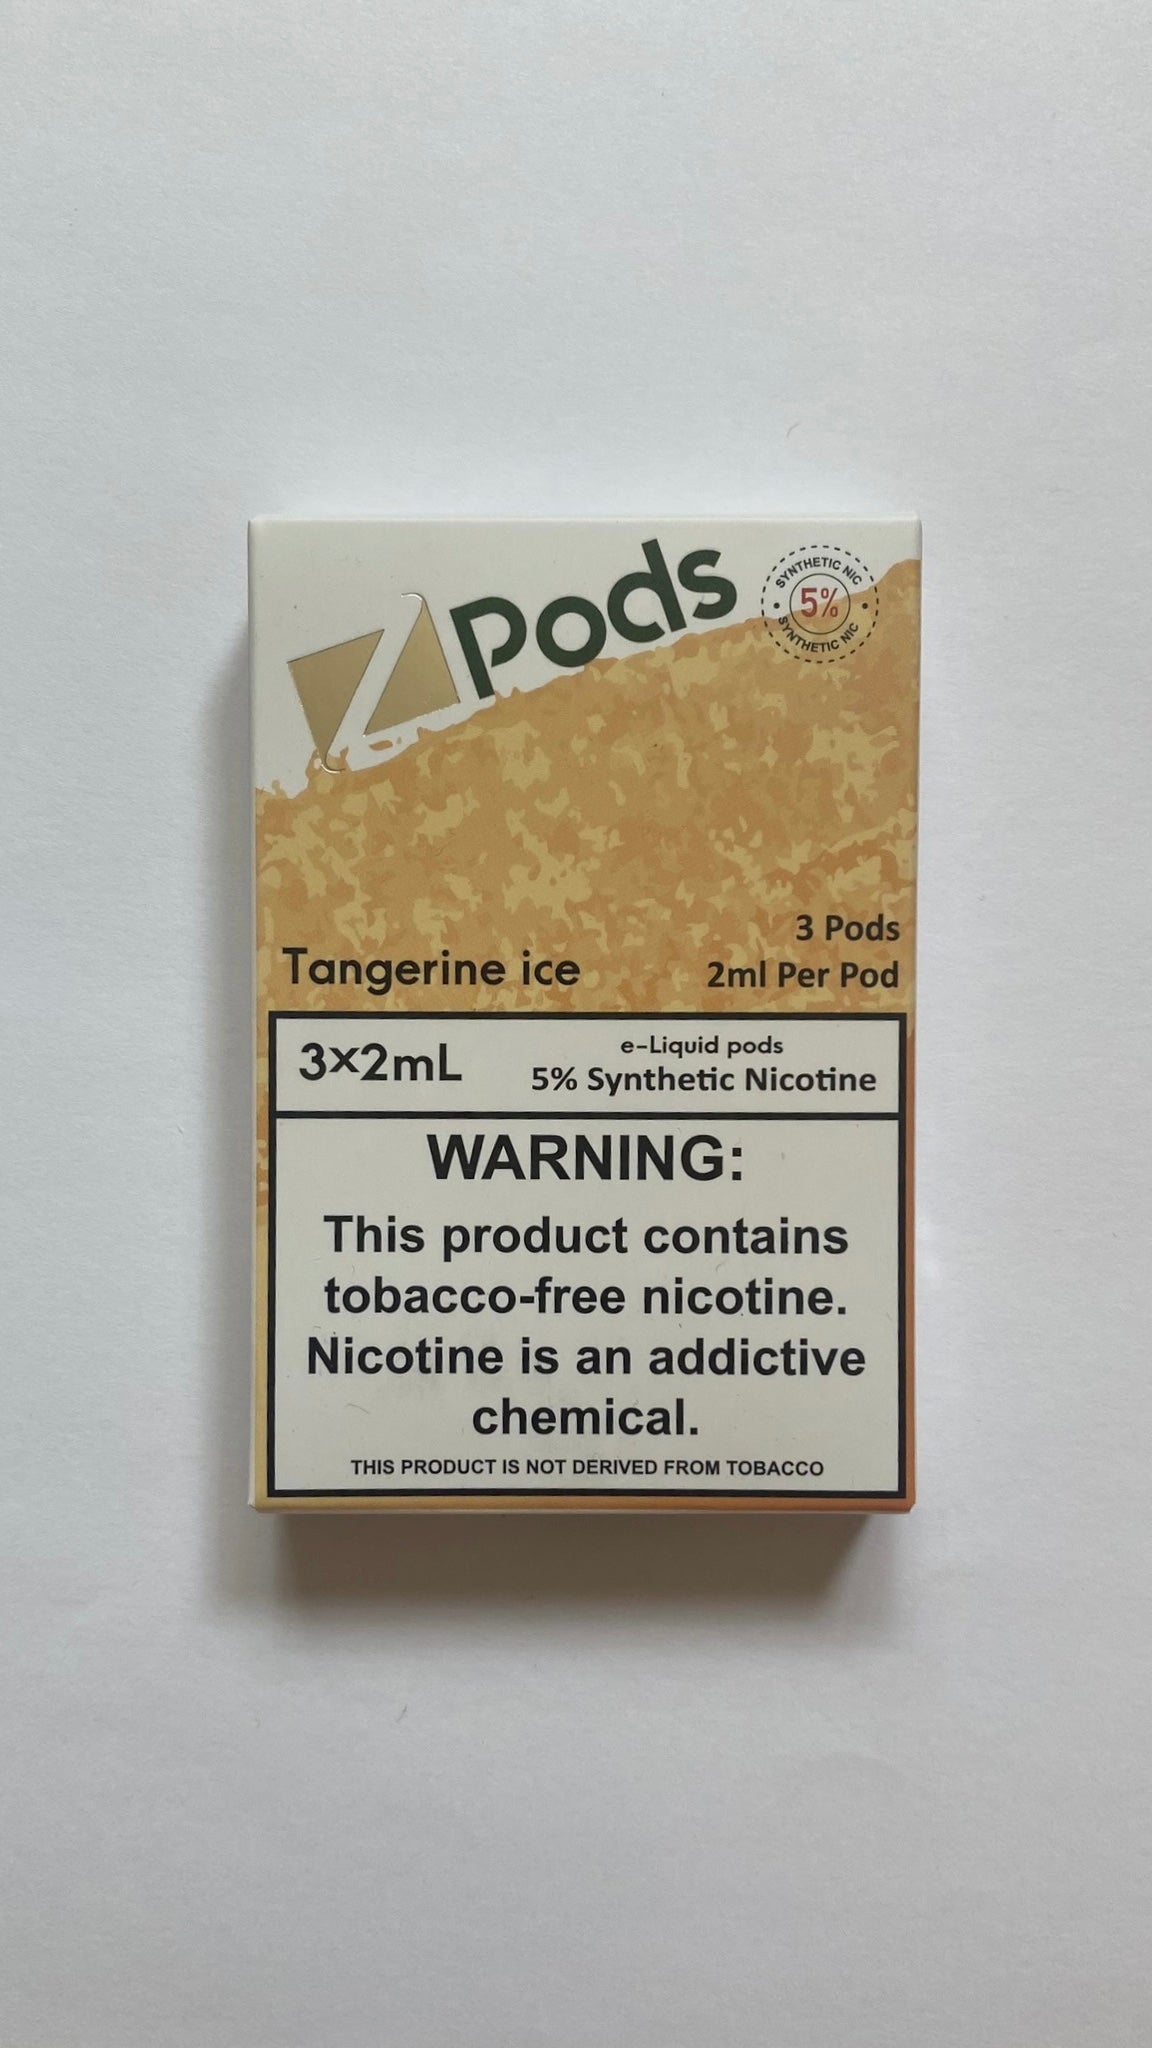 Z Pods
SYNTHETIC NIC
5%
SYNTHETIC NIC
3 Pods
Tangerine ice
2ml Per Pod
3×2mL
e-Liquid pods
5% Synthetic Nicotine
WARNING:
This product contains
tobacco-free nicotine.
Nicotine is an addictive
chemical.
THIS PRODUCT IS NOT DERIVED FROM TOBACCO